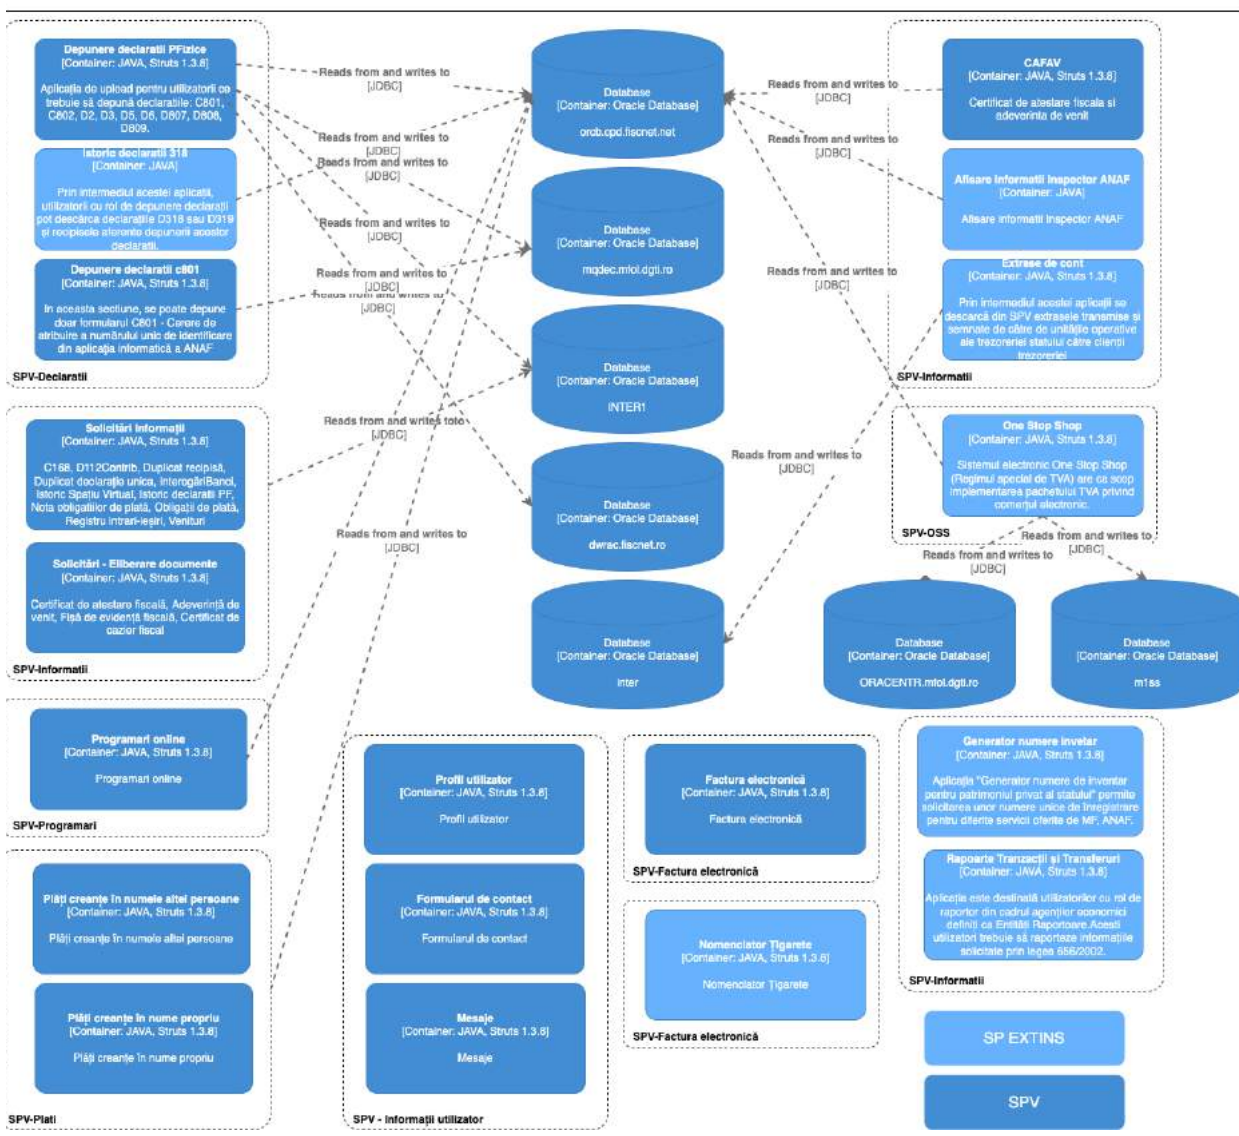 Depunere declaratii PFizice
[Container: JAVA, Struts 1.3.8]
Aplicația de upload pentru utilizatorii ce
trebuie să depună declaratiile: C801,
C802, D2, D3, D5, D6, D807, D808,
D809.
Istoric declaratii 318
[Container: JAVA]
Prin intermediul acestei aplicații,
utilizatorii cu rol de depunere declarații
pot descărca declarațiile D318 sau D319
și recipisele aferente depunerii acestor
declaratii.
Depunere declaratii c801
[Container: JAVA, Struts 1.3.8]
In aceasta sectiune, se poate depune
doar formularul C801 - Cerere de
atribuire a numărului unic de identificare
din aplicația informatică a ANAF
SPV-Declaratii
Solicitări Informații
[Container: JAVA, Struts 1.3.8]
C168, D112Contrib, Duplicat recipisă,
Duplicat declarație unica, InterogăriBanci,
Istoric Spațiu Virtual, Istoric declaratii PF,
Nota obligatiilor de plată, Obligații de plată,
Registru intrari-ieșiri, Venituri
Solicitări - Eliberare documente
[Container: JAVA, Struts 1.3.8]
Certificat de atestare fiscală, Adeverință de
venit, Fișă de evidență fiscală, Certificat de
cazier fiscal
SPV-Informatii
Programari online
[Container: JAVA, Struts 1.3.8]
Programari online
SPV-Programari
Plăți creanțe în numele altei persoane
[Container: JAVA, Struts 1.3.8]
Plăți creanțe în numele altei persoane
Plăți creanțe în nume propriu
[Container: JAVA, Struts 1.3.8]
Plăți creanțe în nume propriu
SPV-Plati
Reads from and writes to
[JDBC]
Reads from and writes to
[JDBC]
Reads from and writes to
[JDBC]
Reads from and writes to
[JDBC]
Reads from and writes to
[JDBC]
Reads from and writes to
[JDBC]
Reads from and writes toto
[JDBC]
Reads from and writes to
[JDBC]
Database
[Container: Oracle Database]
orcb.cpd.fiscnet.net
Database
[Container: Oracle Database]
mqdec.mfol.dgti.ro
Database
[Container: Oracle Database]
INTER1
Database
[Container: Oracle Database]
dwrac.fiscnet.ro
Database
[Container: Oracle Database]
inter
Reads from and writes to
[JDBC]
Reads from and writes to
[JDBC]
Reads from and writes to
[JDBC]
Reads from and writes to
[JDBC]
CAFAV
[Container: JAVA, Struts 1.3.8]
Certificat de atestare fiscala si
adeverinta de venit
Afisare informatii Inspector ANAF
[Container: JAVA]
Afisare informatii Inspector ANAF
Extrase de cont
[Container: JAVA, Struts 1.3.8]
Prin intermediul acestei aplicații se
descarcă din SPV extrasele transmise și
semnate de către de unitățile operative
ale trezoreriei statului către clienții
trezoreriei
SPV-Informatii
One Stop Shop
[Container: JAVA, Struts 1.3.8]
Sistemul electronic One Stop Shop
(Regimul special de TVA) are ca scop
implementarea pachetului TVA privind
comerțul electronic.
SPV-OSS
Reads from and writes to
[JDBC]
Reads from and writes to
[JDBC]
Database
[Container: Oracle Database]
ORACENTR.mfol.dgti.ro
Database
[Container: Oracle Database]
m1ss
Profil utilizator
[Container: JAVA, Struts 1.3.8]
Profil utilizator
Formularul de contact
[Container: JAVA, Struts 1.3.8]
Formularul de contact
Mesaje
[Container: JAVA, Struts 1.3.8]
Mesaje
SPV - Informații utilizator
Factura electronică
[Container: JAVA, Struts 1.3.8]
Factura electronică
SPV-Factura electronică
Nomenclator Țigarete
[Container: JAVA, Struts 1.3.8]
Nomenclator Țigarete
SPV-Factura electronică
Generator numere invetar
[Container: JAVA, Struts 1.3.8]
Aplicația "Generator numere de inventar
pentru patrimoniul privat al statului" permite
solicitarea unor numere unice de înregistrare
pentru diferite servicii oferite de MF, ANAF.
Rapoarte Tranzacții și Transferuri
[Container: JAVA, Struts 1.3.8]
Aplicația este destinată utilizatorilor cu rol de
raportor din cadrul agenților economici
definiți ca Entități Raportoare.Acesti
utilizatori trebuie să raporteze informațiile
solicitate prin legea 656/2002.
SPV-Informatii
SP EXTINS
SPV